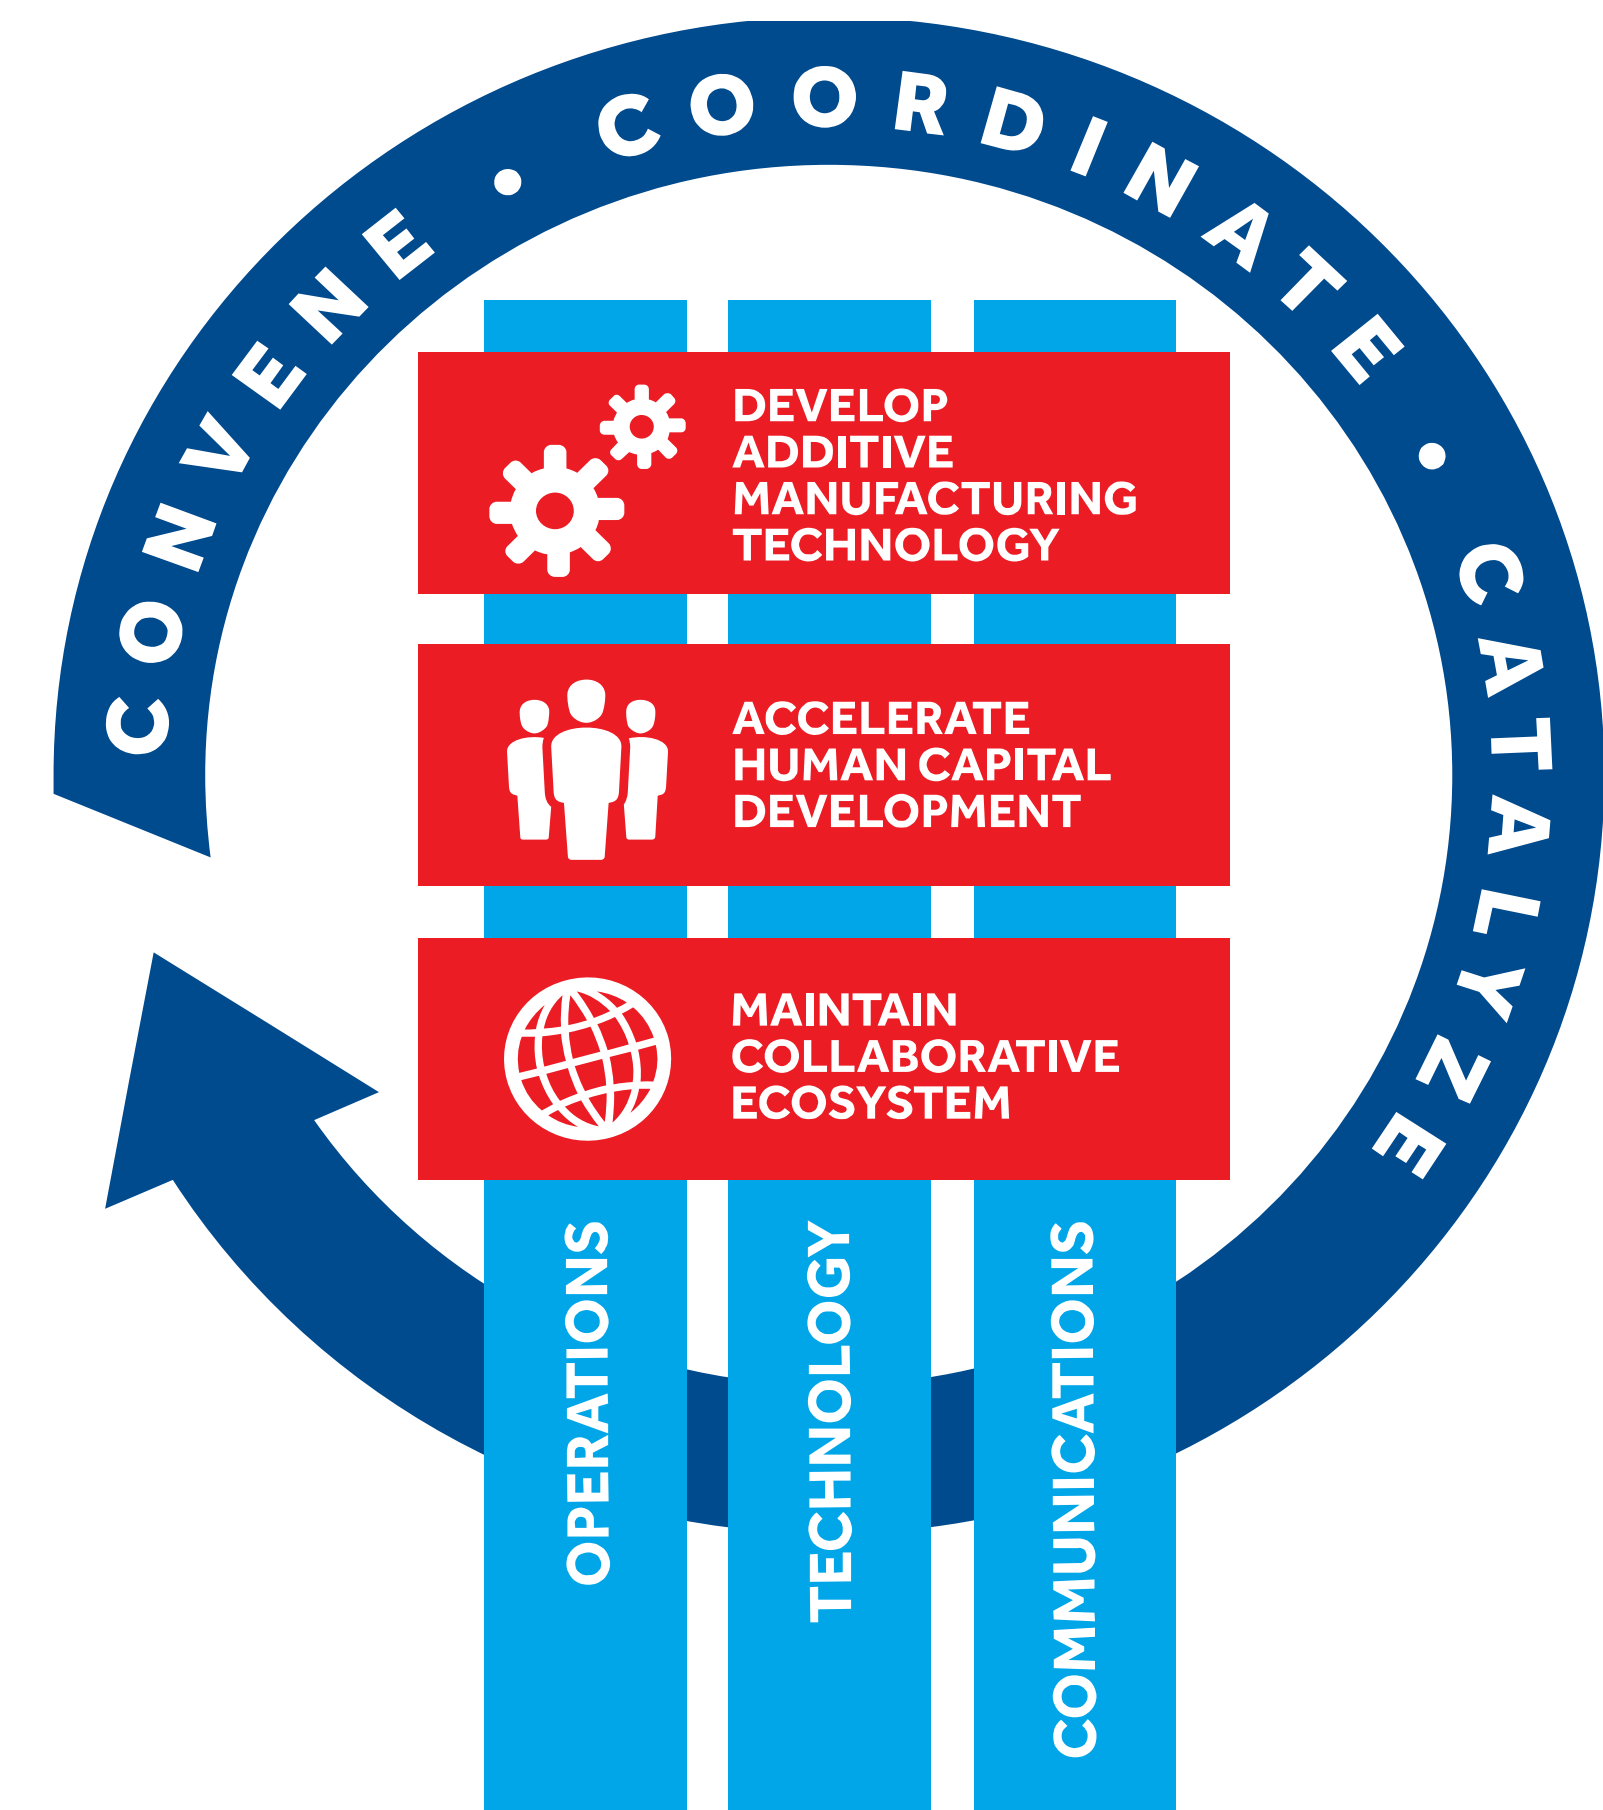 CONVENE • COORDINATE • CATALYZE
DEVELOP
ADDITIVE
MANUFACTURING
TECHNOLOGY
ACCELERATE
HUMAN CAPITAL
DEVELOPMENT
MAINTAIN
COLLABORATIVE
ECOSYSTEM
OPERATIONS
TECHNOLOGY
COMMUNICATIONS